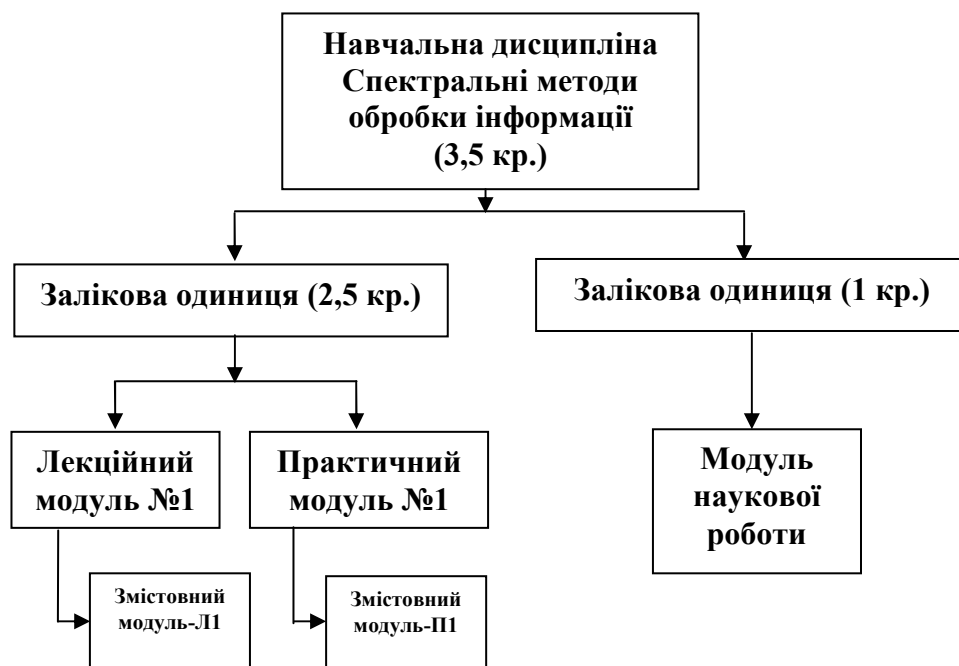 Навчальна дисципліна
Спектральні методи
обробки інформації
(3,5 кр.)
Залікова одиниця (2,5 кр.)
Залікова одиниця (1 кр.)
Лекційний
модуль №1
Практичний
модуль №1
Модуль
наукової
роботи
Змістовний
модуль-Л1
Змістовний
модуль-П1